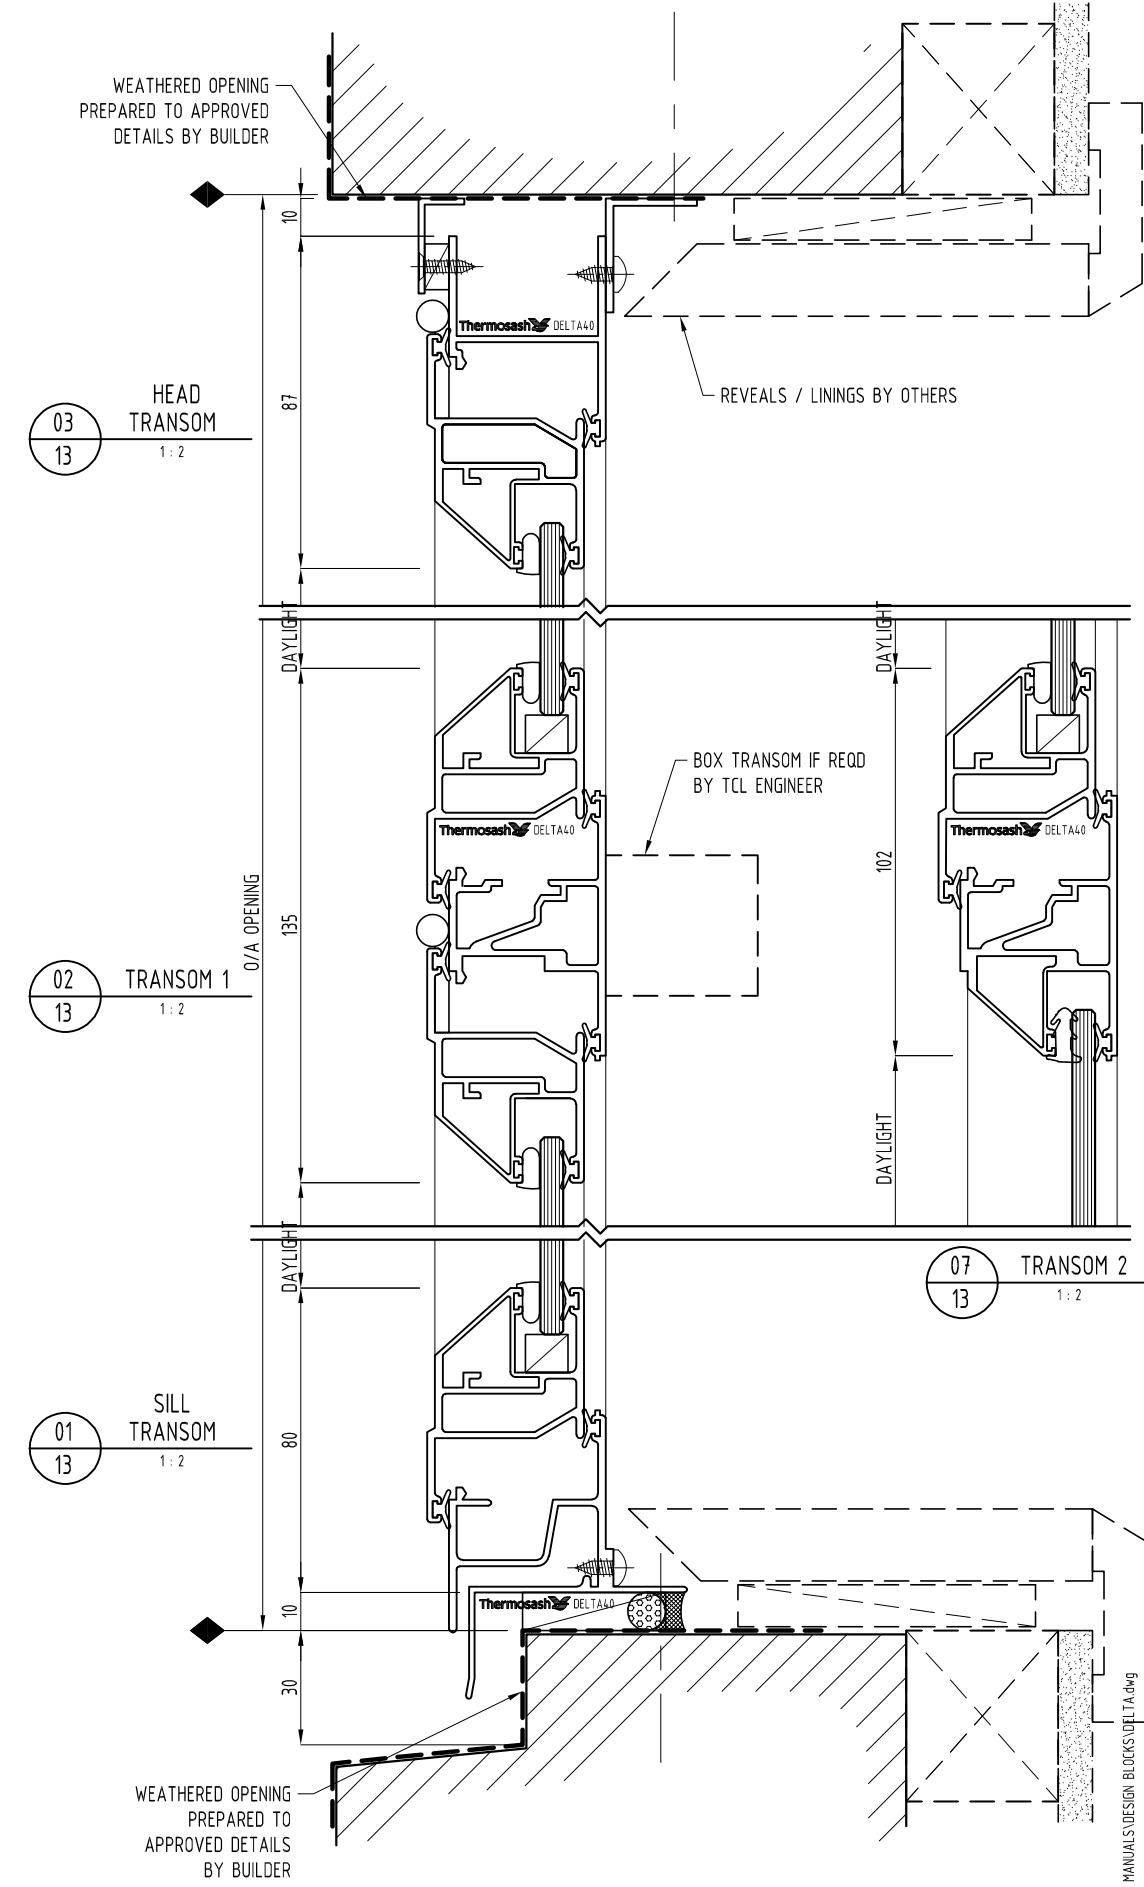 WEATHERED OPENING
PREPARED TO APPROVED
DETAILS BY BUILDER
10
Thermosash DELTA40
REVEALS / LININGS BY OTHERS
87
03
13
HEAD
TRANSOM
1 : 2
DAYLIGHT
DAYLIGHT
BOX TRANSOM IF REQD
BY TCL ENGINEER
Thermosash DELTA40
Thermosash DELTA40
102
135
O/A OPENING
02
13
TRANSOM 1
1 : 2
DAYLIGHT
DAYLIGHT
07
13
TRANSOM 2
1 : 2
01
13
SILL
TRANSOM
1 : 2
80
Thermosash DELTA40
10
30
WEATHERED OPENING
PREPARED TO
APPROVED DETAILS
BY BUILDER
MANUALS\DESIGN BLOCKS\DELTA.dwg